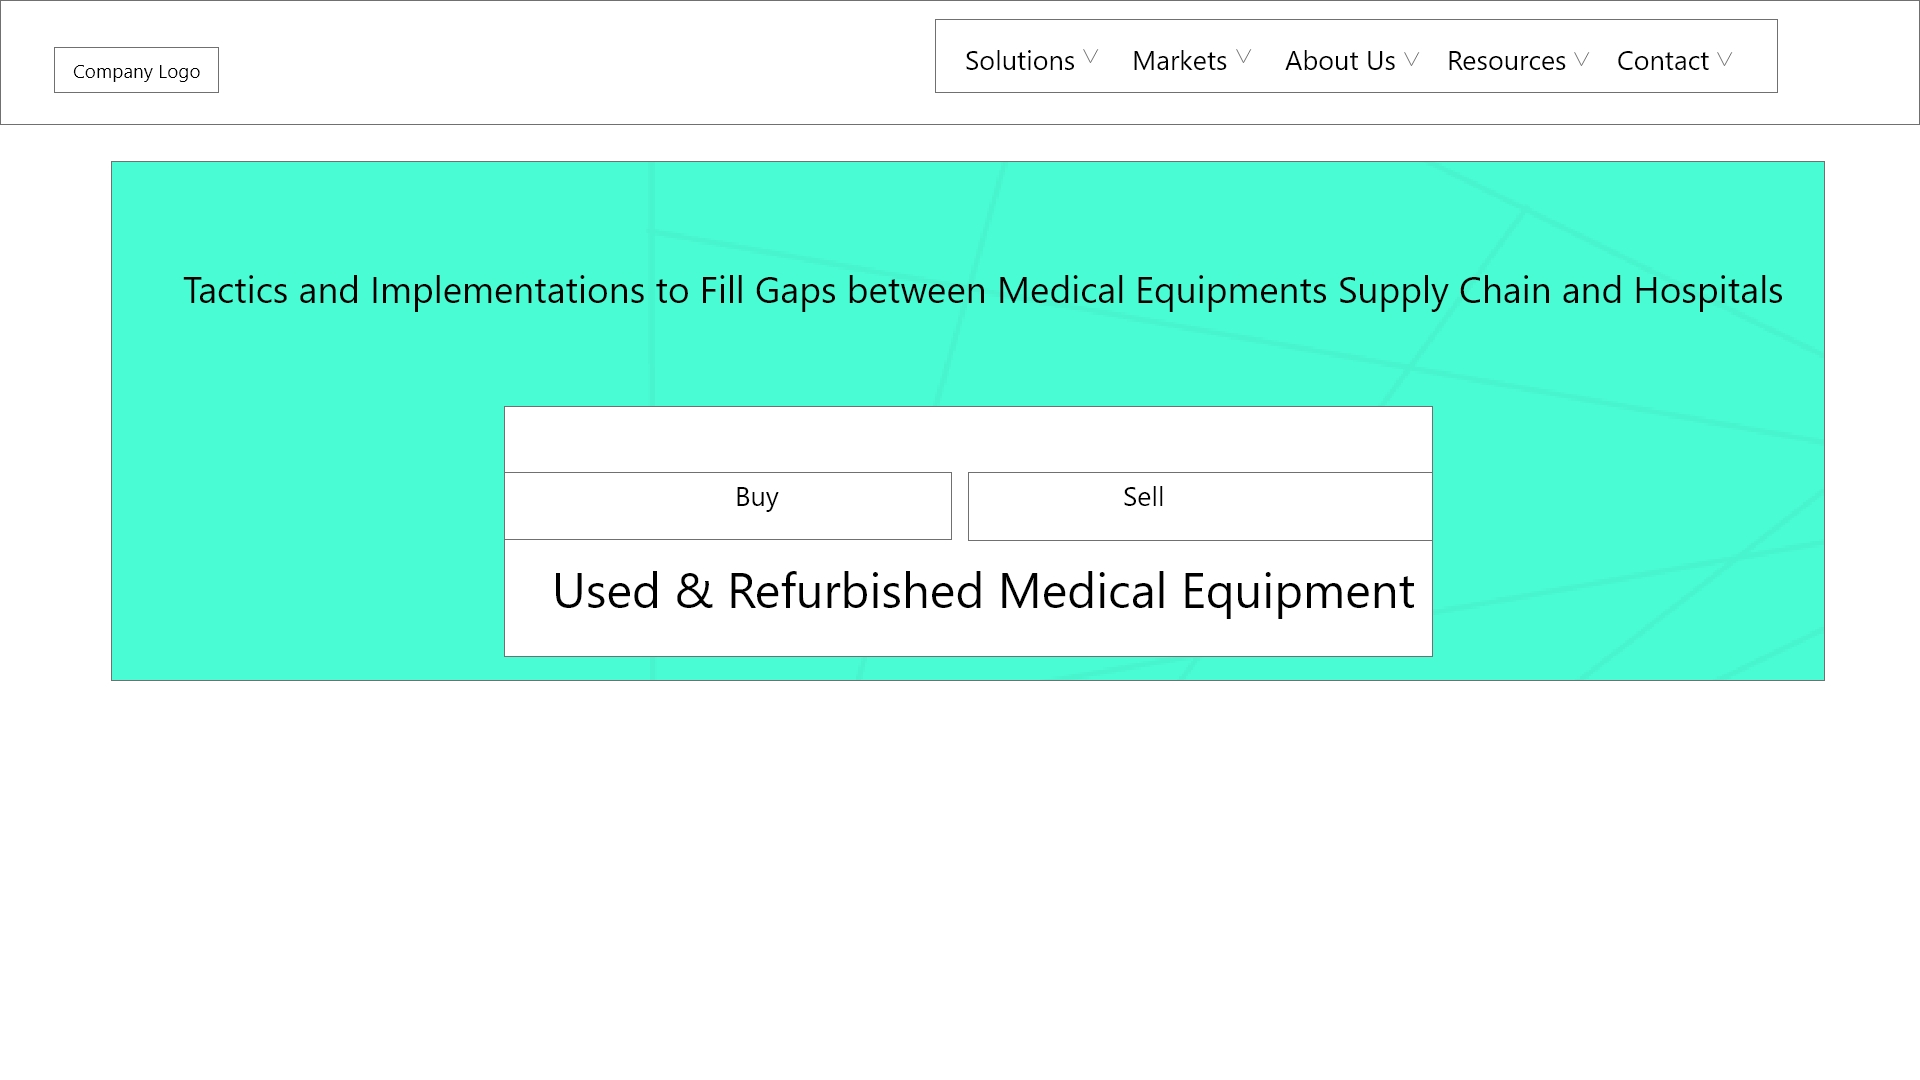 Company Logo
Solutions Markets About Us Resources Contact
Tactics and Implementations to Fill Gaps between Medical Equipments Supply Chain and Hospitals
Buy Sell
Used & Refurbished Medical Equipment